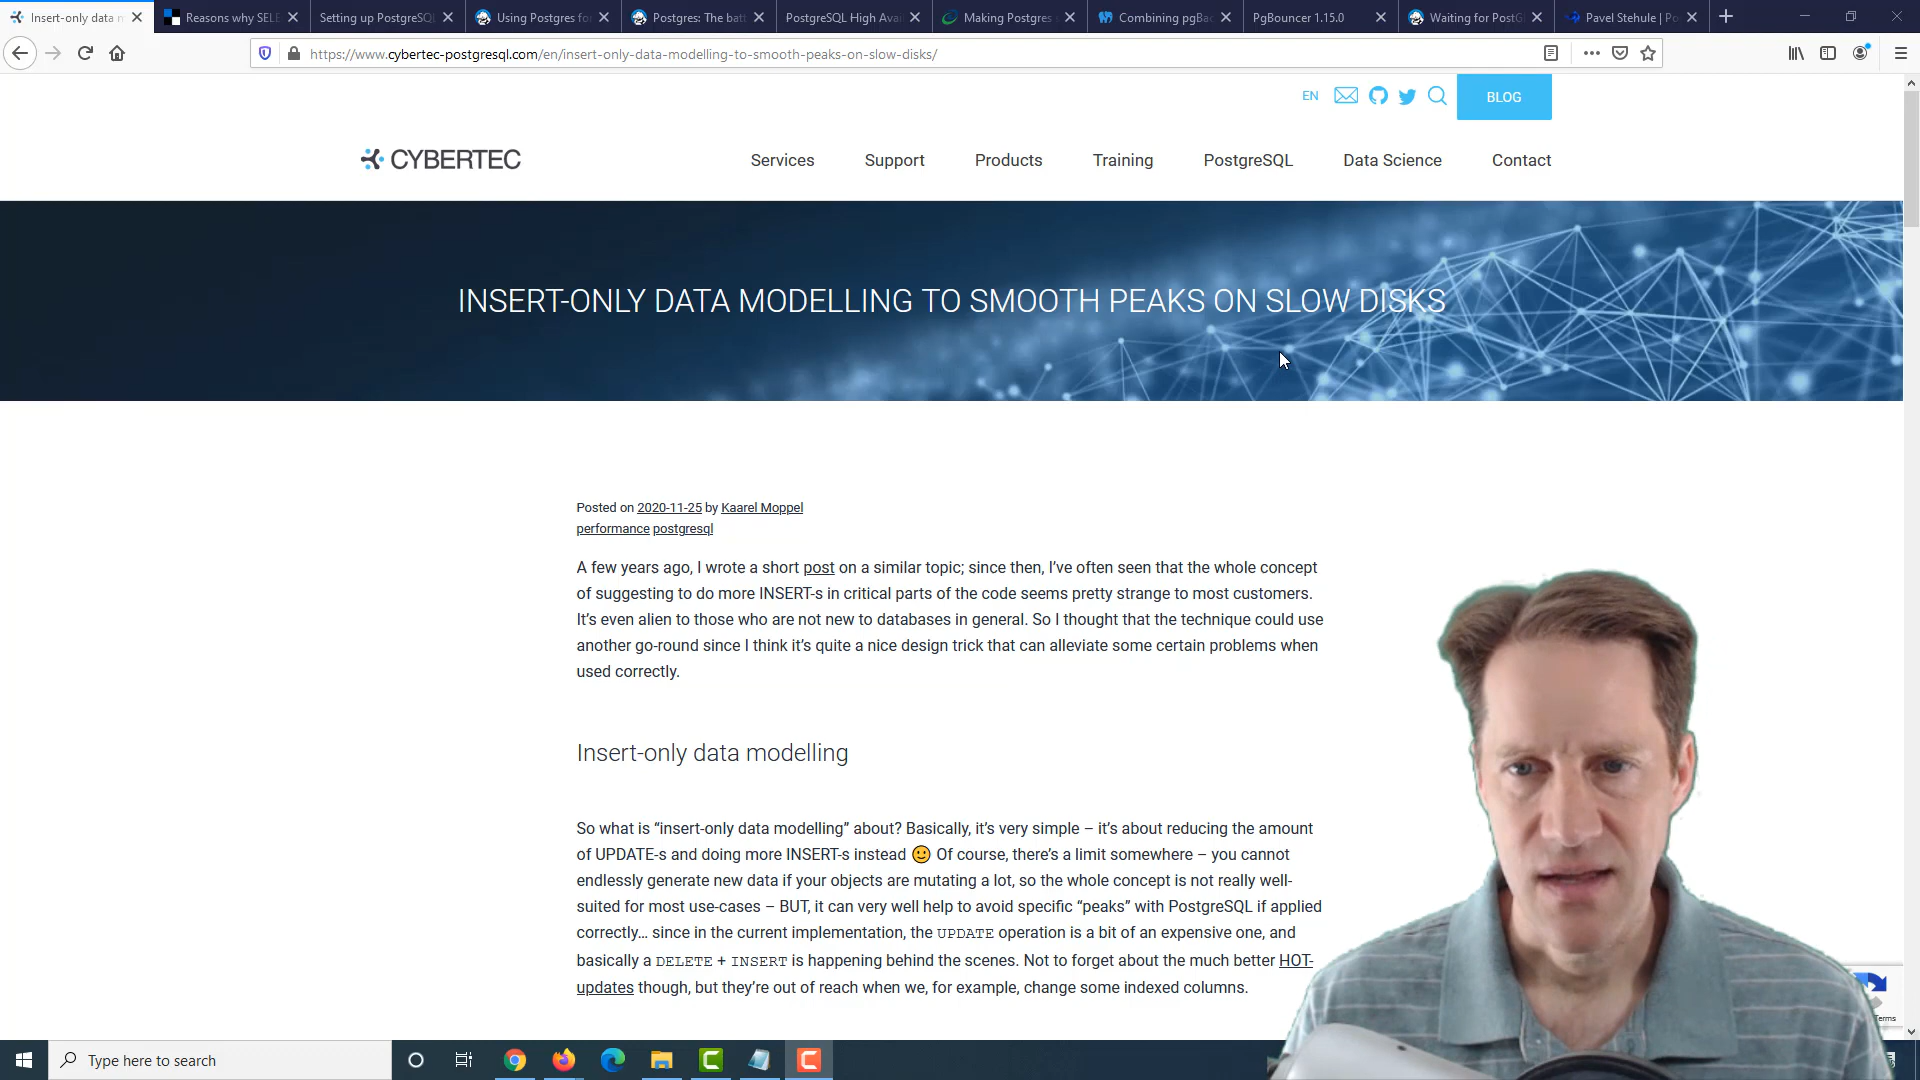 Insert-only data n
Reasons why SELE
Setting up PostgreSQL
Using Postgres fo
Postgres: The batt
PostgreSQL High Avai
Making Postgres
Combining pgBac
PgBouncer 1.15.0
Waiting for PostG
Pavel Stehule | Po
https://www.cybertec-postgresql.com/en/insert-only-data-modelling-to-smooth-peaks-on-slow-disks/
EN
BLOG
CYBERTEC
Services
Support
Products
Training
PostgreSQL
Data Science
Contact
INSERT-ONLY DATA MODELLING TO SMOOTH PEAKS ON SLOW DISKS
Posted on 2020-11-25 by Kaarel Moppel
performance postgresql
A few years ago, I wrote a short post on a similar topic; since then, I’ve often seen that the whole concept
of suggesting to do more INSERT-s in critical parts of the code seems pretty strange to most customers.
It’s even alien to those who are not new to databases in general. So I thought that the technique could use
another go-round since I think it’s quite a nice design trick that can alleviate some certain problems when
used correctly.
Insert-only data modelling
So what is “insert-only data modelling” about? Basically, it’s very simple – it’s about reducing the amount
of UPDATE-s and doing more INSERT-s instead 🙂 Of course, there’s a limit somewhere – you cannot
endlessly generate new data if your objects are mutating a lot, so the whole concept is not really well-
suited for most use-cases – BUT, it can very well help to avoid specific “peaks” with PostgreSQL if applied
correctly… since in the current implementation, the UPDATE operation is a bit of an expensive one, and
basically a DELETE + INSERT is happening behind the scenes. Not to forget about the much better HOT-
updates though, but they’re out of reach when we, for example, change some indexed columns.
Terms
Type here to search